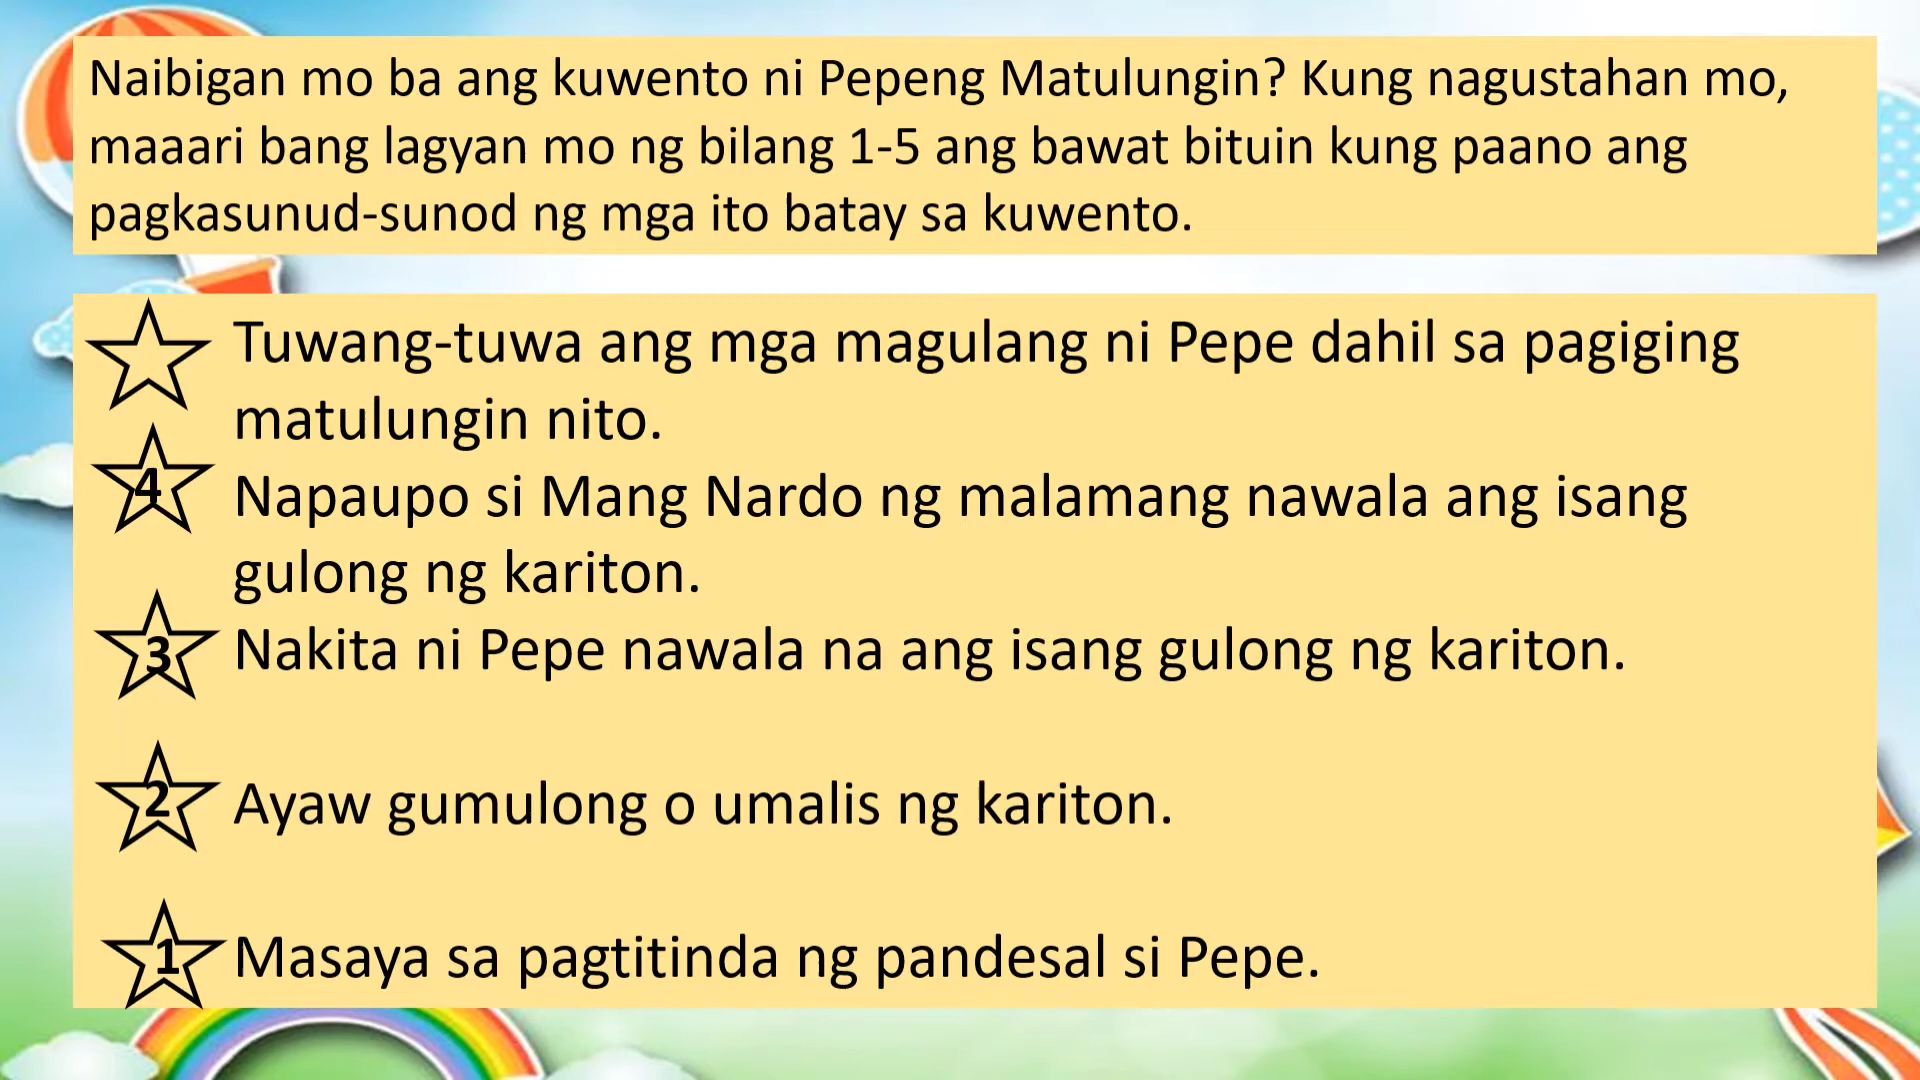 Naibigan mo ba ang kuwento ni Pepeng Matulungin? Kung nagustahan mo,
maaari bang lagyan mo ng bilang 1-5 ang bawat bituin kung paano ang
pagkasunud-sunod ng mga ito batay sa kuwento.
Tuwang-tuwa ang mga magulang ni Pepe dahil sa pagiging
matulungin nito.
4 Napaupo si Mang Nardo ng malamang nawala ang isang
gulong ng kariton.
3 Nakita ni Pepe nawala na ang isang gulong ng kariton.
2 Ayaw gumulong o umalis ng kariton.
1 Masaya sa pagtitinda ng pandesal si Pepe.